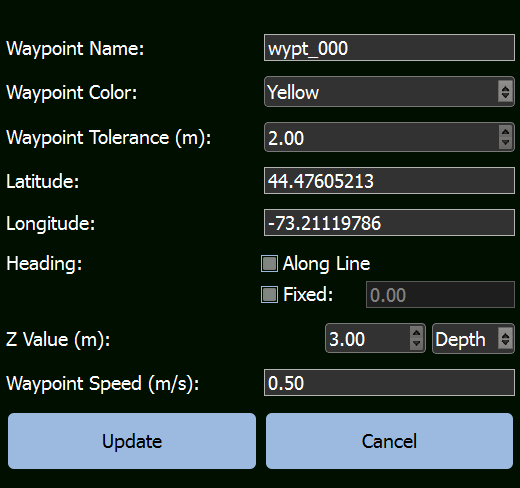 Waypoint Name: wypt_000
Waypoint Color: Yellow
Waypoint Tolerance (m): 2.00
Latitude: 44.47605213
Longitude: -73.21119786
Heading: Along Line
Fixed: 0.00
Z Value (m): 3.00 Depth
Waypoint Speed (m/s): 0.50
Update Cancel